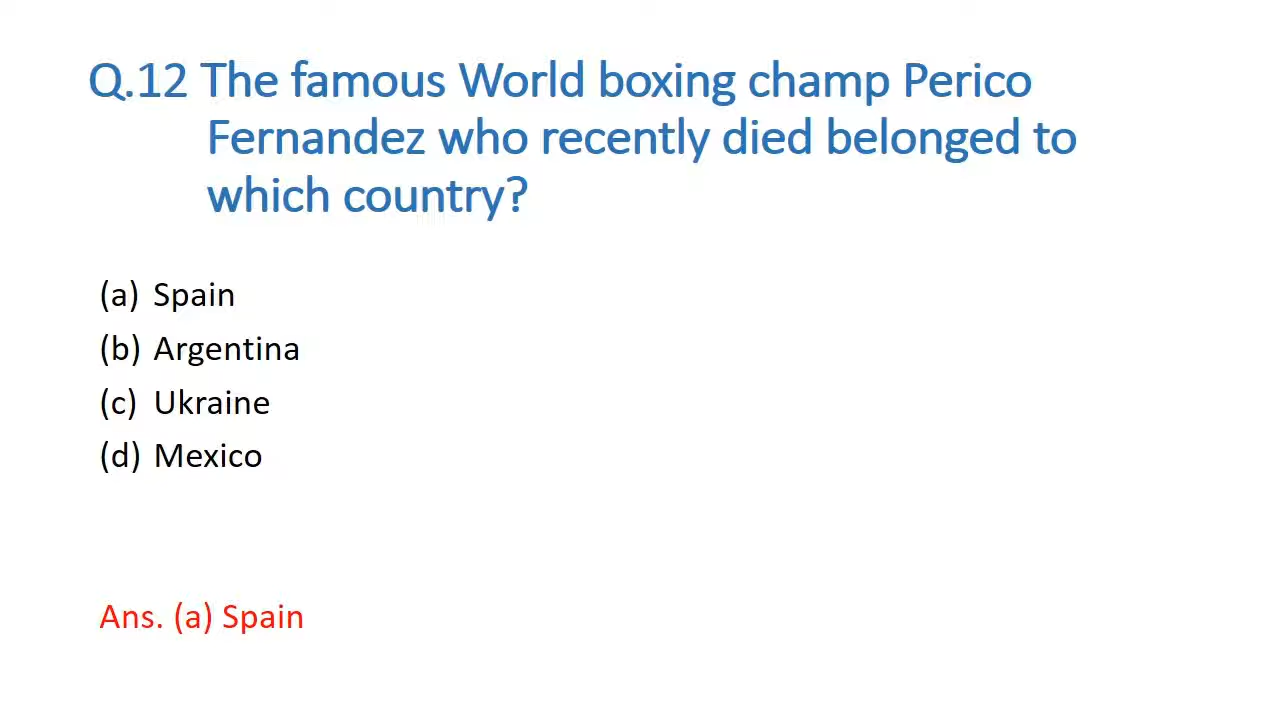 Q.12 The famous World boxing champ Perico
Fernandez who recently died belonged to
which country?
(a) Spain
(b) Argentina
(c) Ukraine
(d) Mexico
Ans. (a) Spain